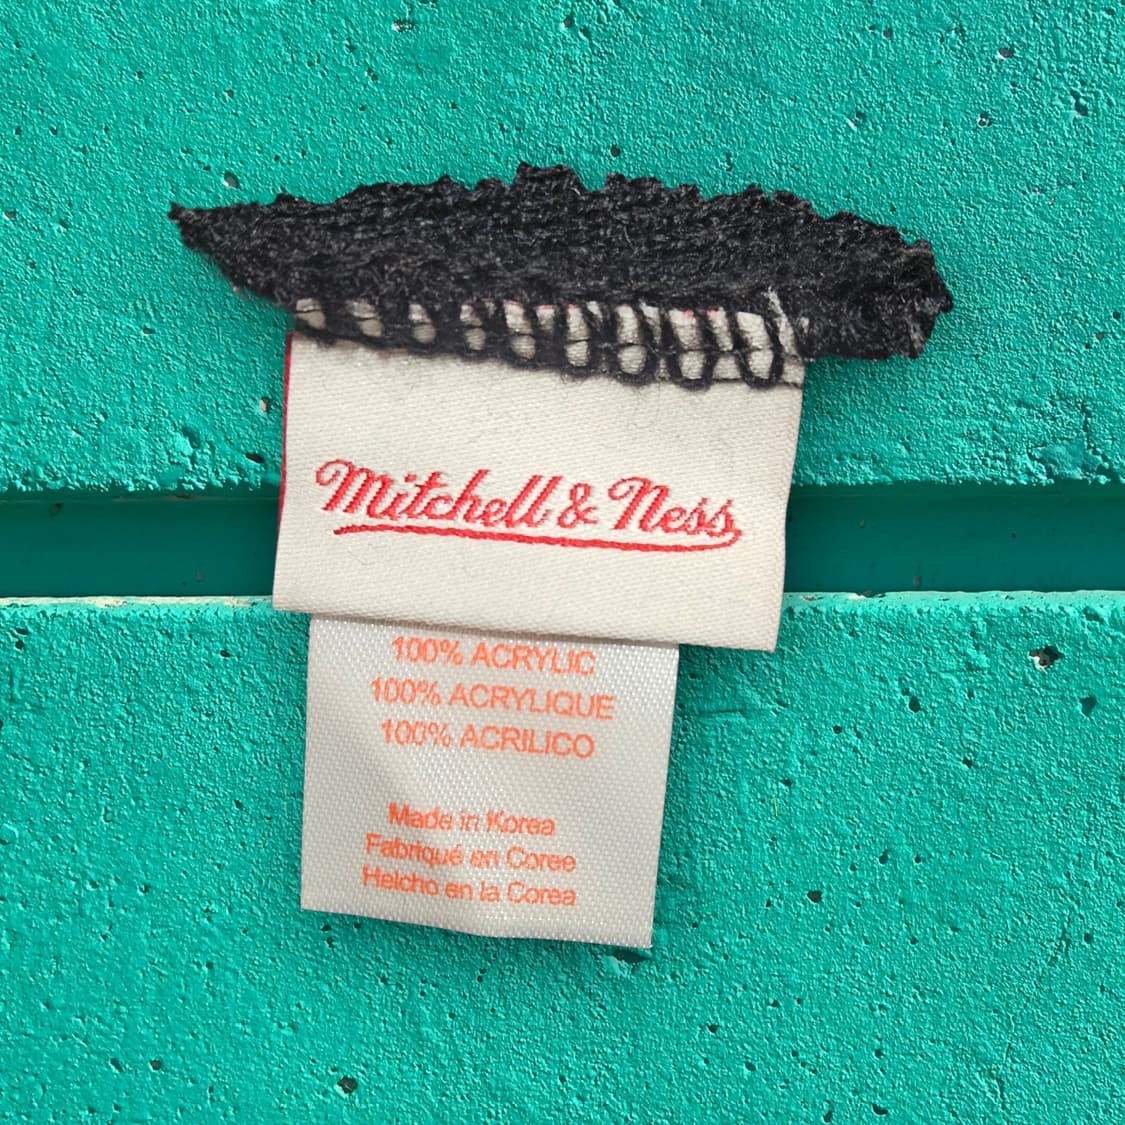 Mitchell & Ness
100% ACRYLIC
100% ACRYLIQUE
100% ACRILICO
Made in Korea
Fabriqué en Coree
Helcho en la Corea